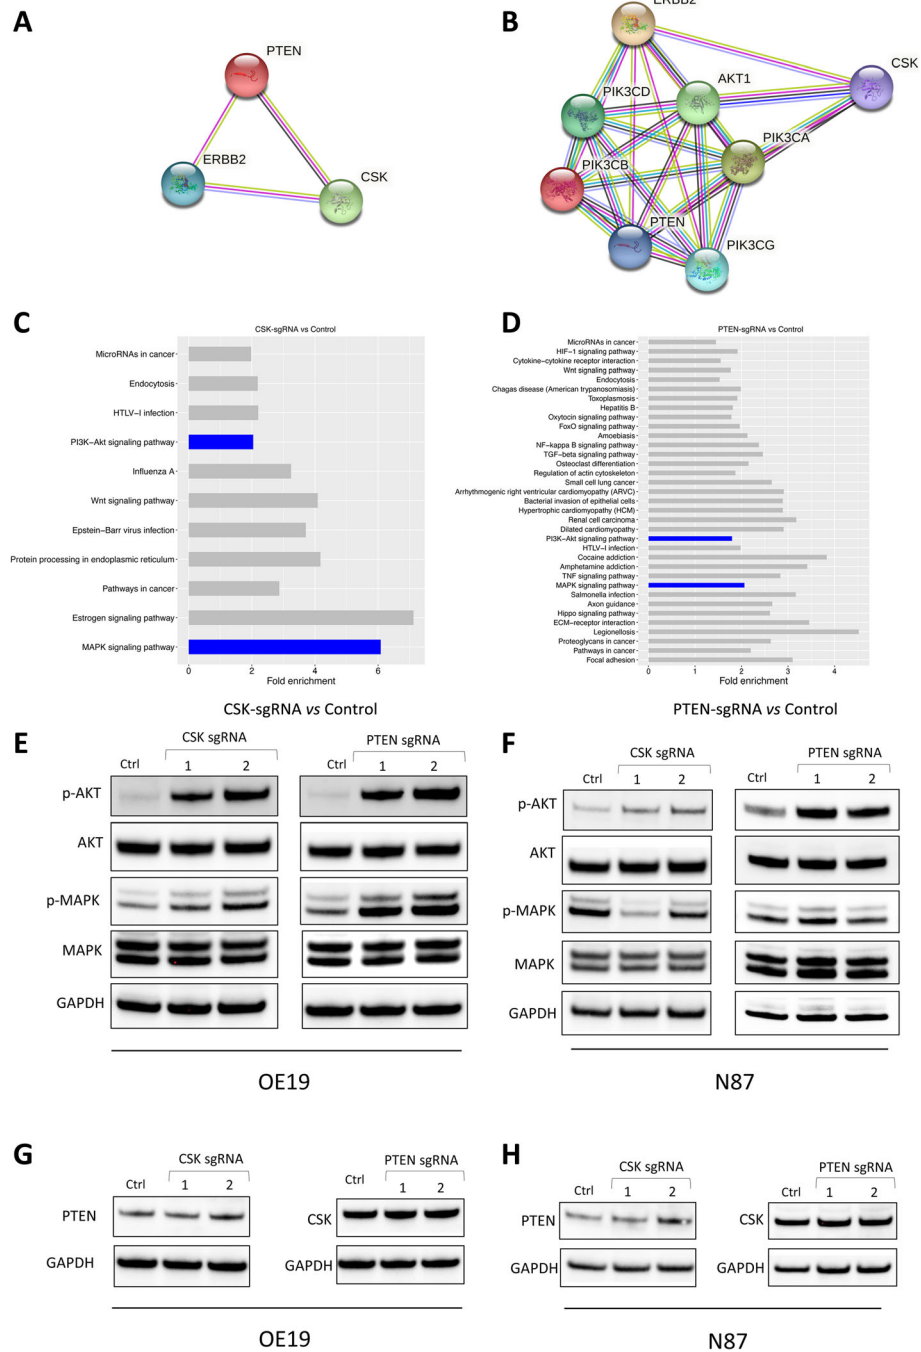 A
PTEN
ERBB2
CSK
B
ERBB2
CSK
AKT1
PIK3CD
PIK3CA
PIK3CB
PTEN
PIK3CG
C
CSK-sgRNA vs Control
MicroRNAs in cancer
Endocytosis
HTLV−I infection
PI3K−Akt signaling pathway
Influenza A
Wnt signaling pathway
Epstein−Barr virus infection
Protein processing in endoplasmic reticulum
Pathways in cancer
Estrogen signaling pathway
MAPK signaling pathway
0 2 4 6
Fold enrichment
CSK-sgRNA vs Control
D
PTEN-sgRNA vs Control
MicroRNAs in cancer
HIF−1 signaling pathway
Cytokine−cytokine receptor interaction
Wnt signaling pathway
Endocytosis
Chagas disease (American trypanosomiasis)
Toxoplasmosis
Hepatitis B
Oxytocin signaling pathway
FoxO signaling pathway
Amoebiasis
NF−kappa B signaling pathway
TGF−beta signaling pathway
Osteoclast differentiation
Regulation of actin cytoskeleton
Small cell lung cancer
Arrhythmogenic right ventricular cardiomyopathy (ARVC)
Bacterial invasion of epithelial cells
Hypertrophic cardiomyopathy (HCM)
Renal cell carcinoma
Dilated cardiomyopathy
PI3K−Akt signaling pathway
HTLV−I infection
Cocaine addiction
Amphetamine addiction
TNF signaling pathway
MAPK signaling pathway
Salmonella infection
Axon guidance
Hippo signaling pathway
ECM−receptor interaction
Legionellosis
Proteoglycans in cancer
Pathways in cancer
Focal adhesion
0 1 2 3 4
Fold enrichment
PTEN-sgRNA vs Control
E
CSK sgRNA
Ctrl 1 2
PTEN sgRNA
Ctrl 1 2
p-AKT
AKT
p-MAPK
MAPK
GAPDH
OE19
F
CSK sgRNA
Ctrl 1 2
PTEN sgRNA
Ctrl 1 2
p-AKT
AKT
p-MAPK
MAPK
GAPDH
N87
G
CSK sgRNA
Ctrl 1 2
PTEN
GAPDH
PTEN sgRNA
Ctrl 1 2
CSK
GAPDH
OE19
H
CSK sgRNA
Ctrl 1 2
PTEN
GAPDH
PTEN sgRNA
Ctrl 1 2
CSK
GAPDH
N87